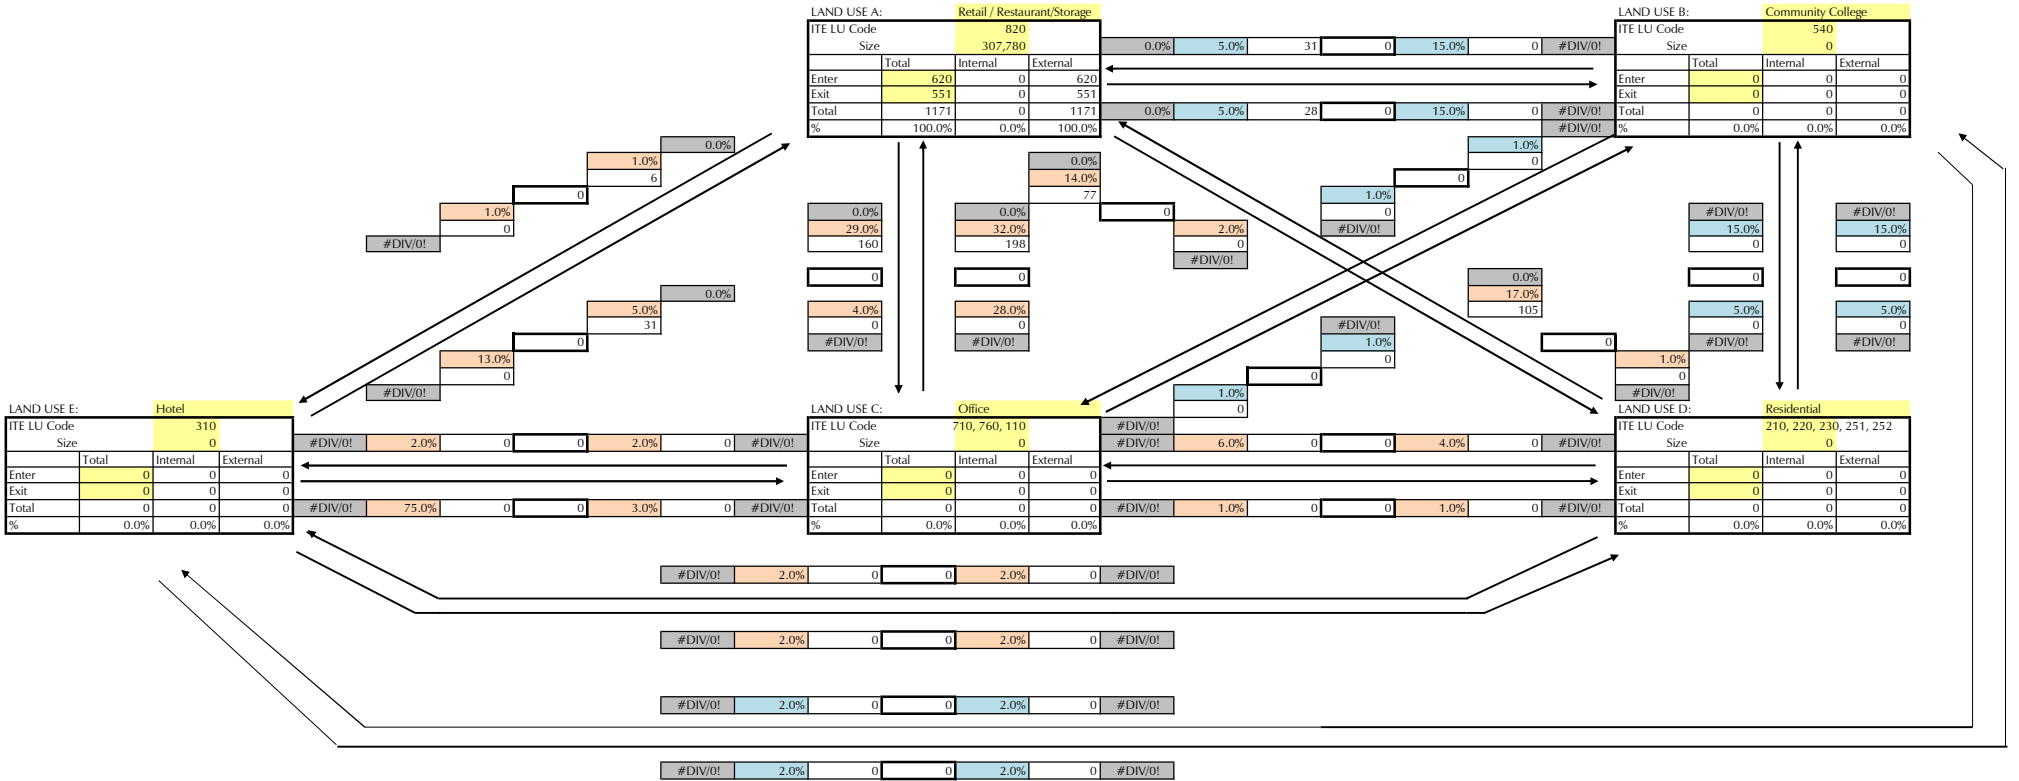 LAND USE A: Retail / Restaurant/Storage LAND USE B: Community College
ITE LU Code 820 ITE LU Code 540
Size 307,780 0.0% 5.0% 31 0 15.0% 0 #DIV/0! Size 0
Total Internal External Total Internal External
Enter 620 0 620 Enter 0 0 0
Exit 551 0 551 Exit 0 0 0
Total 1171 0 1171 0.0% 5.0% 28 0 15.0% 0 #DIV/0! Total 0 0 0
% 100.0% 0.0% 100.0% #DIV/0! % 0.0% 0.0% 0.0%
0.0% 1.0%
1.0% 0.0% 0
6 14.0% 0
0 77 1.0%
1.0% 0.0% 0.0% 0 0 #DIV/0! #DIV/0!
0 29.0% 32.0% 2.0% #DIV/0! 15.0% 15.0%
#DIV/0! 160 198 0 0 0
#DIV/0!
0 0 0.0% 0 0
0.0% 17.0%
5.0% 4.0% 28.0% 105 5.0% 5.0%
31 0 0 #DIV/0! 0 0
0 #DIV/0! #DIV/0! 1.0% 0 #DIV/0! #DIV/0!
13.0% 0 1.0%
0 0 0
#DIV/0! 1.0% #DIV/0!
LAND USE E: Hotel LAND USE C: Office 0 LAND USE D: Residential
ITE LU Code 310 ITE LU Code 710, 760, 110 #DIV/0! ITE LU Code 210, 220, 230, 251, 252
Size 0 #DIV/0! 2.0% 0 0 2.0% 0 #DIV/0! Size 0 #DIV/0! 6.0% 0 0 4.0% 0 #DIV/0! Size 0
Total Internal External Total Internal External Total Internal External
Enter 0 0 0 Enter 0 0 0 Enter 0 0 0
Exit 0 0 0 Exit 0 0 0 Exit 0 0 0
Total 0 0 0 #DIV/0! 75.0% 0 0 3.0% 0 #DIV/0! Total 0 0 0 #DIV/0! 1.0% 0 0 1.0% 0 #DIV/0! Total 0 0 0
% 0.0% 0.0% 0.0% % 0.0% 0.0% 0.0% % 0.0% 0.0% 0.0%
#DIV/0! 2.0% 0 0 2.0% 0 #DIV/0!
#DIV/0! 2.0% 0 0 2.0% 0 #DIV/0!
#DIV/0! 2.0% 0 0 2.0% 0 #DIV/0!
#DIV/0! 2.0% 0 0 2.0% 0 #DIV/0!